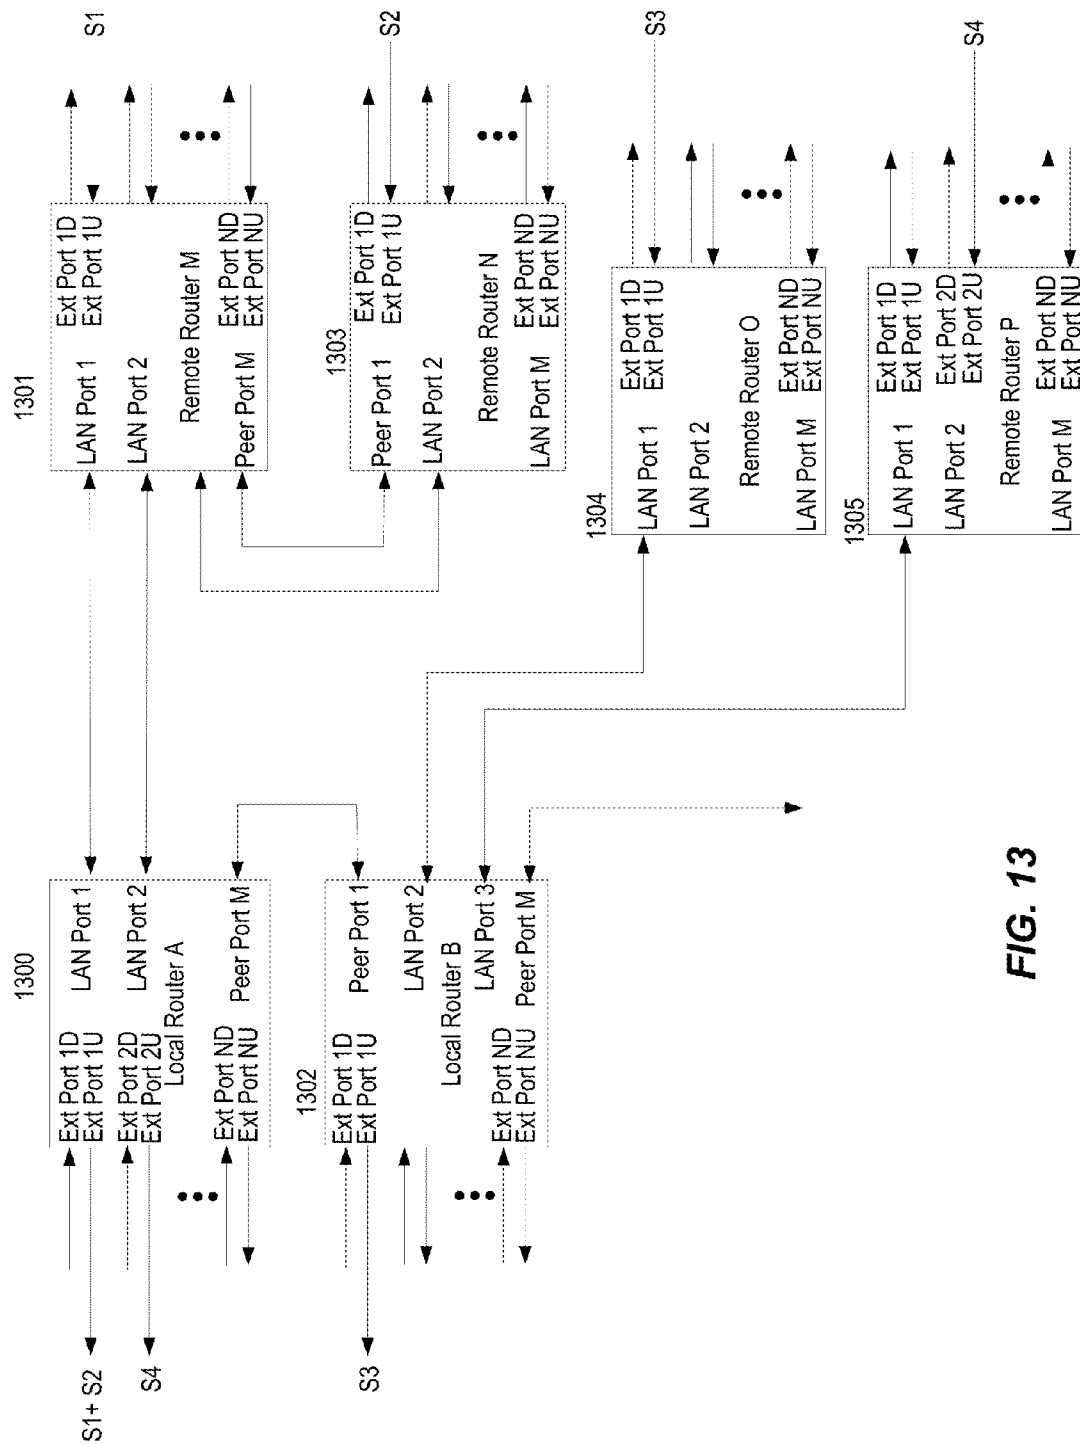 1300
Ext Port 1D
Ext Port 1U
LAN Port 1
Ext Port 2D
Ext Port 2U
LAN Port 2
Local Router A
Ext Port ND
Ext Port NU
Peer Port M
S1+ S2
S4
1301
LAN Port 1
Ext Port 1D
Ext Port 1U
LAN Port 2
Remote Router M
Peer Port M
Ext Port ND
Ext Port NU
S1
1302
Ext Port 1D
Ext Port 1U
Peer Port 1
LAN Port 2
Local Router B
LAN Port 3
Ext Port ND
Ext Port NU
Peer Port M
S3
1303
Peer Port 1
Ext Port 1D
Ext Port 1U
LAN Port 2
Remote Router N
LAN Port M
Ext Port ND
Ext Port NU
S2
1304
LAN Port 1
Ext Port 1D
Ext Port 1U
LAN Port 2
Remote Router O
LAN Port M
Ext Port ND
Ext Port NU
S3
1305
LAN Port 1
Ext Port 1D
Ext Port 1U
LAN Port 2
Ext Port 2D
Ext Port 2U
Remote Router P
LAN Port M
Ext Port ND
Ext Port NU
S4
FIG. 13